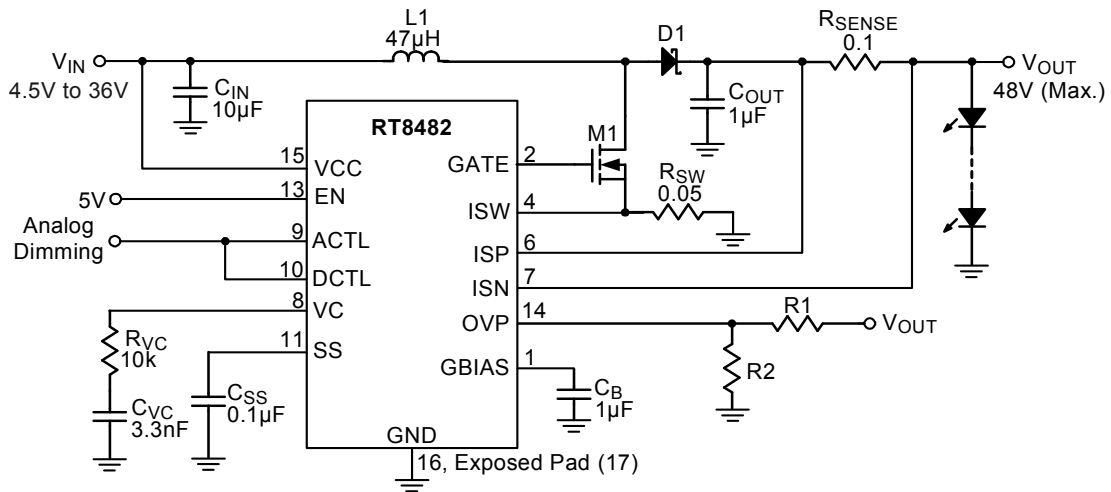 L1
47µH
D1
RSENSE
0.1
VIN
4.5V to 36V
CIN
10µF
COUT
1µF
VOUT
48V (Max.)
RT8482
M1
15
VCC
GATE
2
5V
13
EN
RSW
0.05
ISW
4
Analog
Dimming
9
ACTL
ISP
6
10
DCTL
ISN
7
8
VC
OVP
14
R1
VOUT
RVC
10k
11
SS
R2
GBIAS
1
CVC
3.3nF
CSS
0.1µF
CB
1µF
GND
16, Exposed Pad (17)